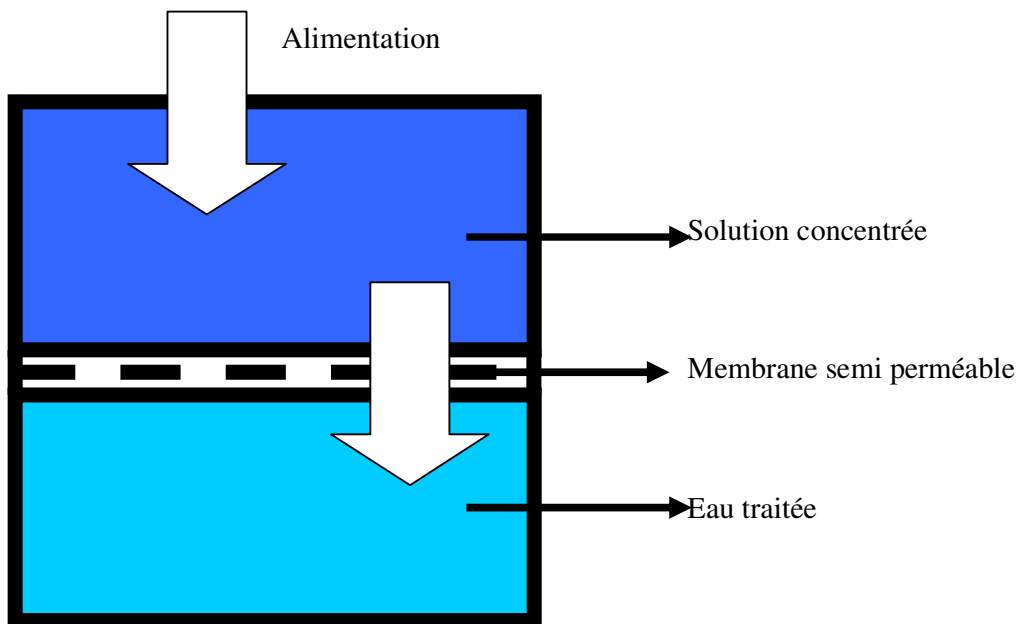 Alimentation
Solution concentrée
Membrane semi perméable
Eau traitée